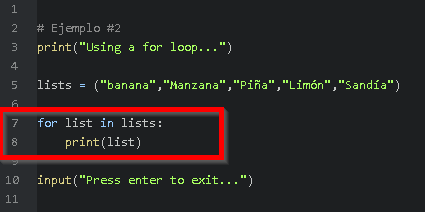 1
2 # Ejemplo #2
3 print("Using a for loop...")
4
5 lists = ("banana","Manzana","Piña","Limón","Sandía")
6
7 for list in lists:
8     print(list)
9
10 input("Press enter to exit...")
11